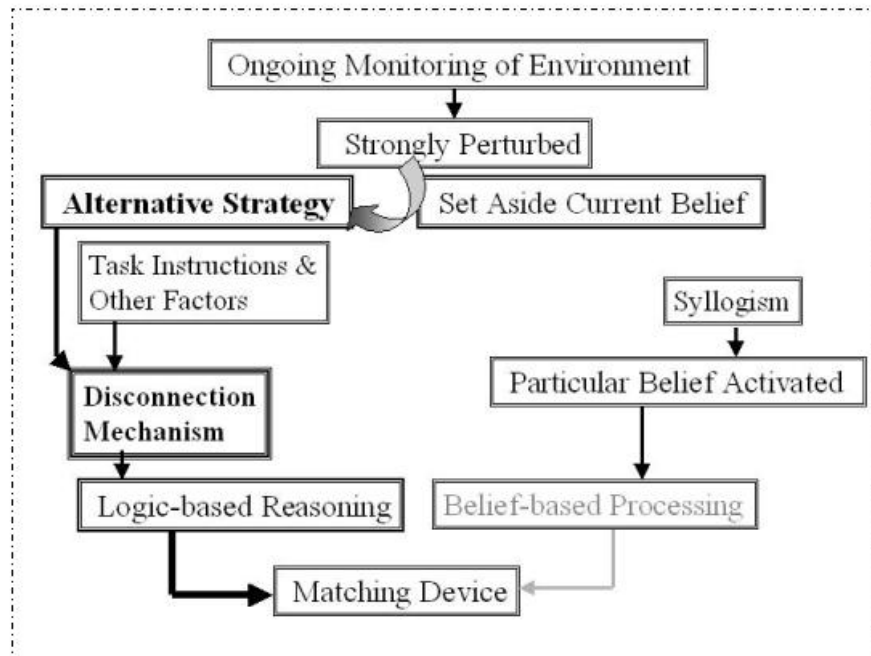 Ongoing Monitoring of Environment
Strongly Perturbed
Alternative Strategy
Set Aside Current Belief
Task Instructions &
Other Factors
Syllogism
Particular Belief Activated
Disconnection
Mechanism
Logic-based Reasoning
Belief-based Processing
Matching Device